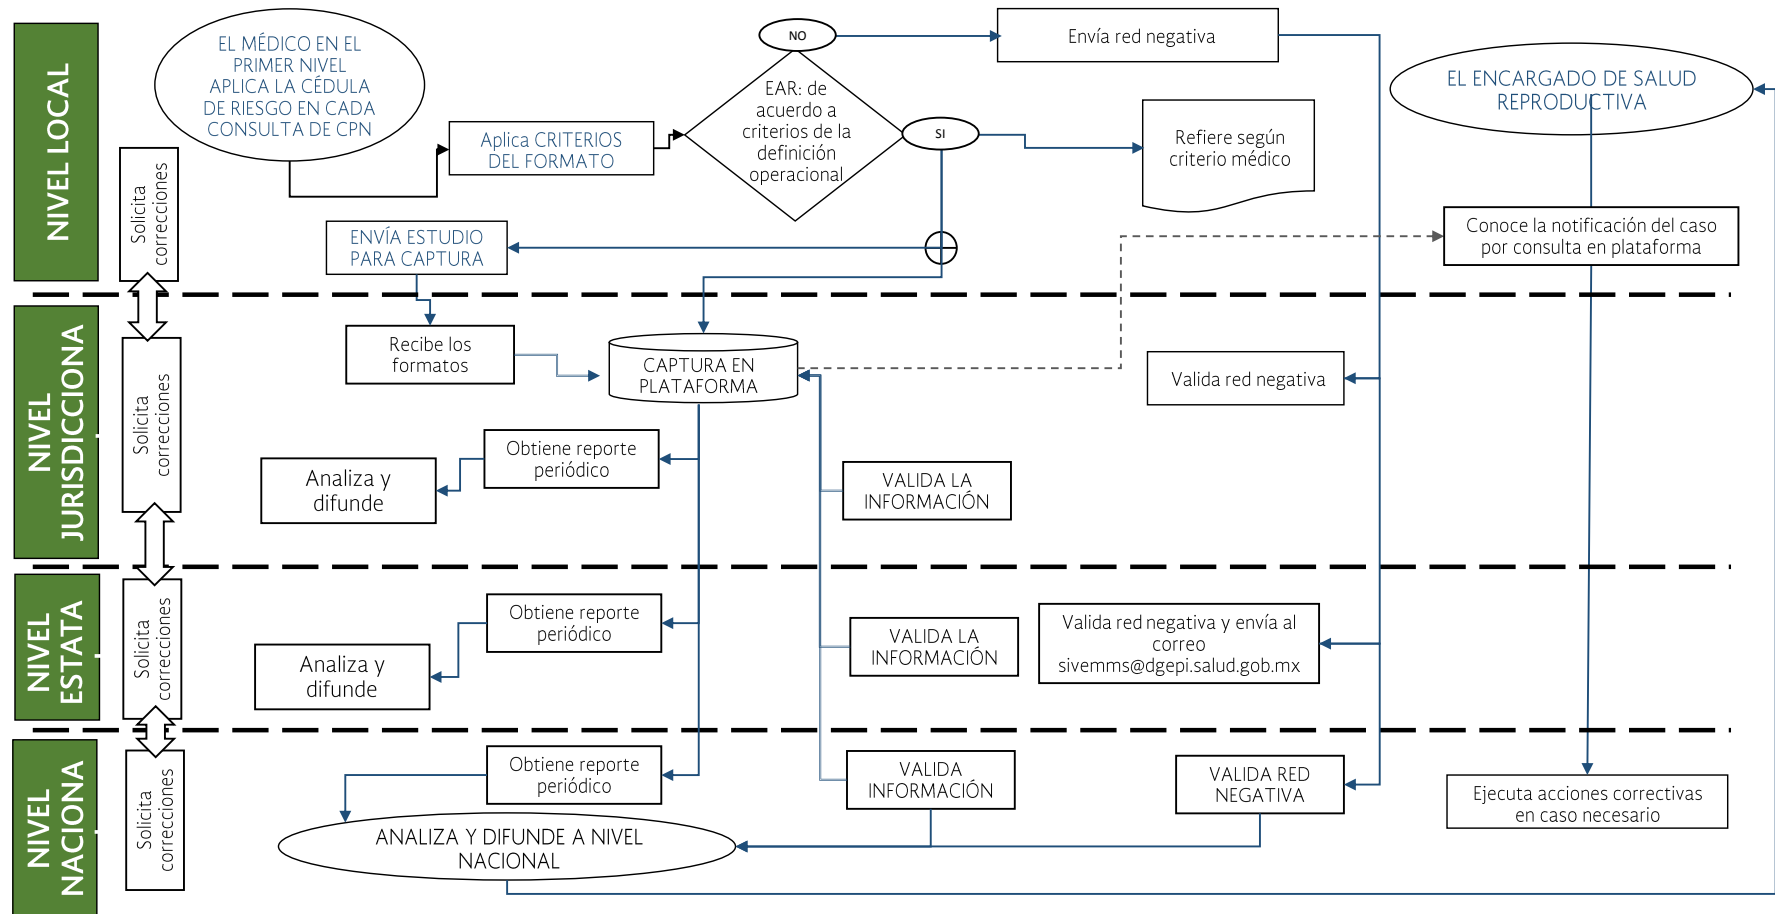 NIVEL LOCAL
Solicita
correcciones
EL MÉDICO EN EL
PRIMER NIVEL
APLICA LA CÉDULA
DE RIESGO EN CADA
CONSULTA DE CPN
Aplica CRITERIOS
DEL FORMATO
NO
EAR: de
acuerdo a
criterios de la
definición
operacional
SI
Envía red negativa
Refiere según
criterio médico
EL ENCARGADO DE SALUD
REPRODUCTIVA
Conoce la notificación del caso
por consulta en plataforma
ENVÍA ESTUDIO
PARA CAPTURA
NIVEL
JURISDICCIONA
Solicita
correcciones
Recibe los
formatos
CAPTURA EN
PLATAFORMA
Valida red negativa
Obtiene reporte
periódico
Analiza y
difunde
VALIDA LA
INFORMACIÓN
NIVEL
ESTATA
Solicita
correcciones
Obtiene reporte
periódico
Analiza y
difunde
VALIDA LA
INFORMACIÓN
Valida red negativa y envía al
correo
sivemms@dgepi.salud.gob.mx
NIVEL
NACIONA
Solicita
correcciones
Obtiene reporte
periódico
VALIDA
INFORMACIÓN
VALIDA RED
NEGATIVA
Ejecuta acciones correctivas
en caso necesario
ANALIZA Y DIFUNDE A NIVEL
NACIONAL